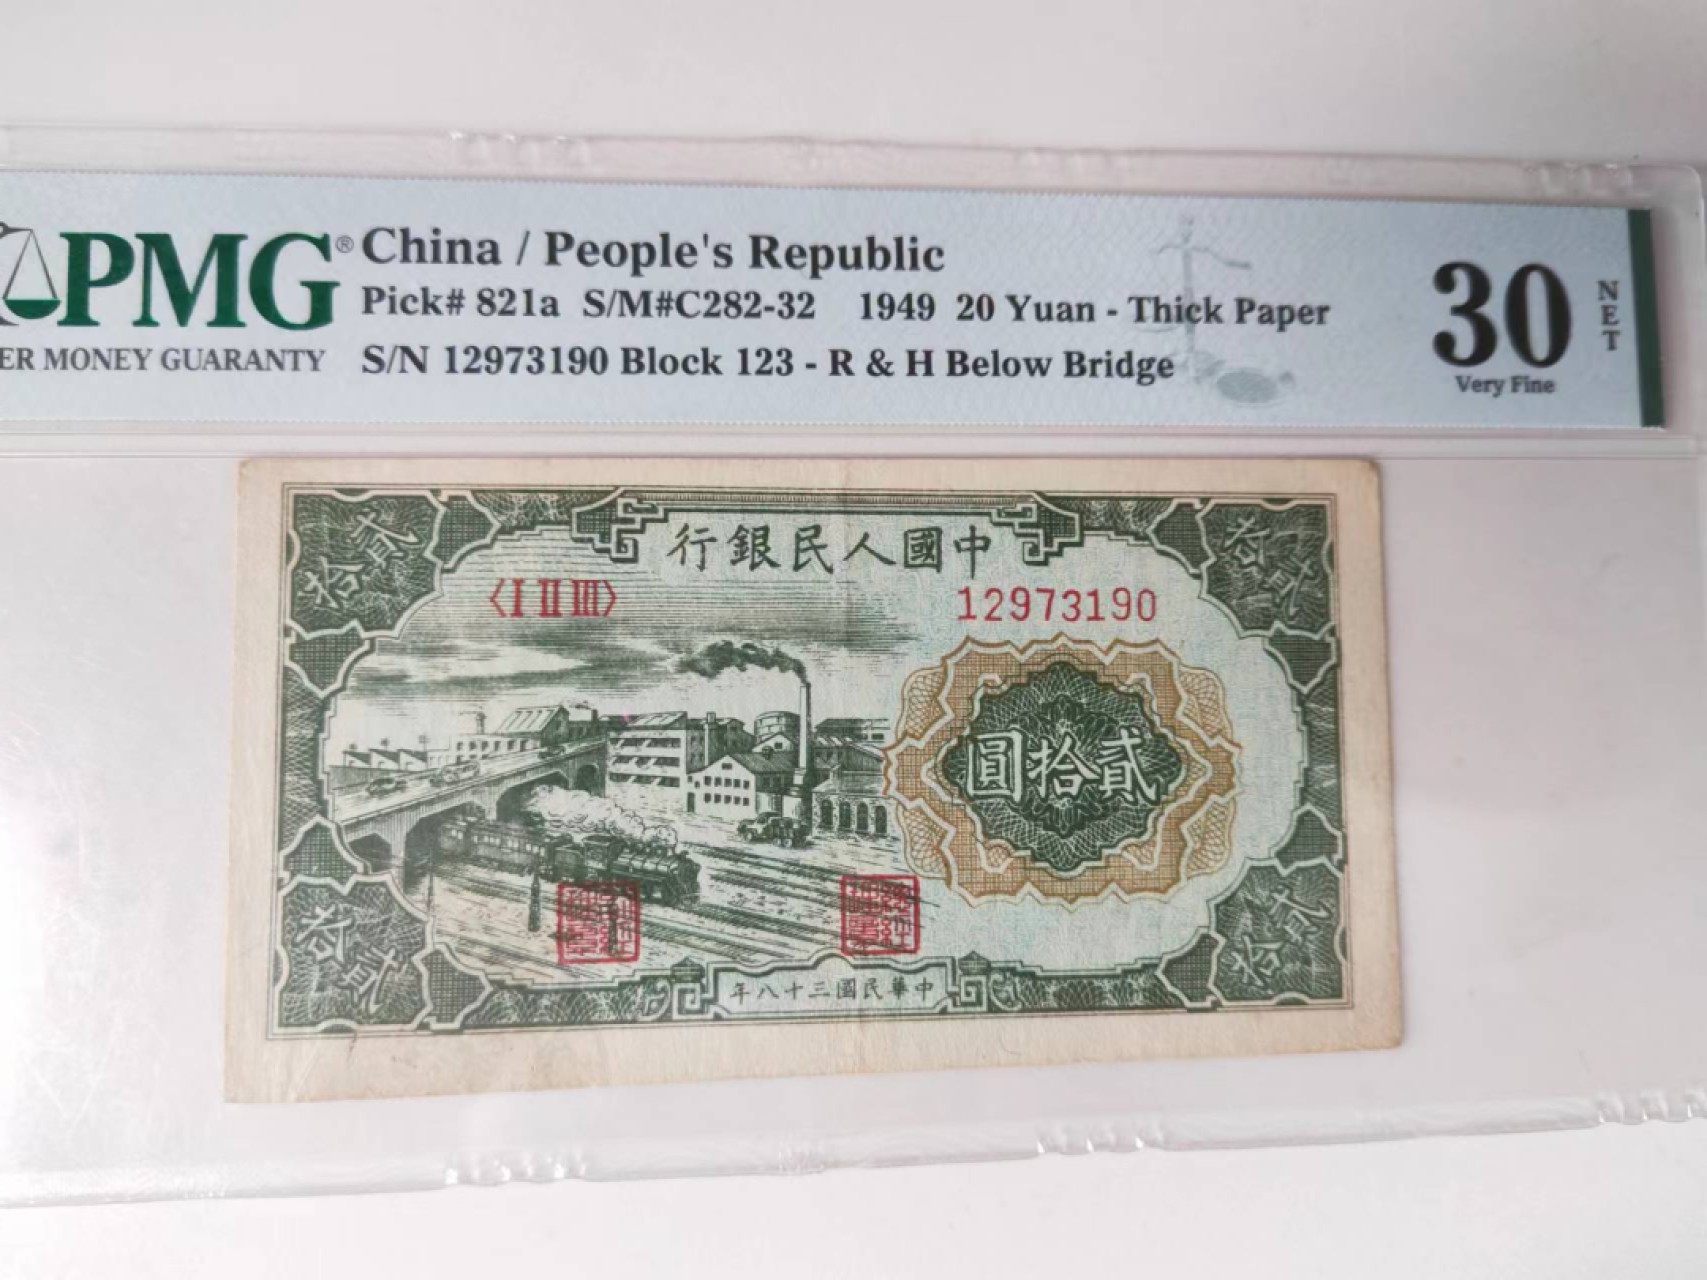 PMG® China / People's Republic
Pick# 821a S/M#C282-32 1949 20 Yuan - Thick Paper
ER MONEY GUARANTY S/N 12973190 Block 123 - R & H Below Bridge
30 NET
Very Fine
行銀民人國中
貳拾
貳拾
〈I II III〉
12973190
圓拾貳
貳拾
貳拾
年八十三國民華中